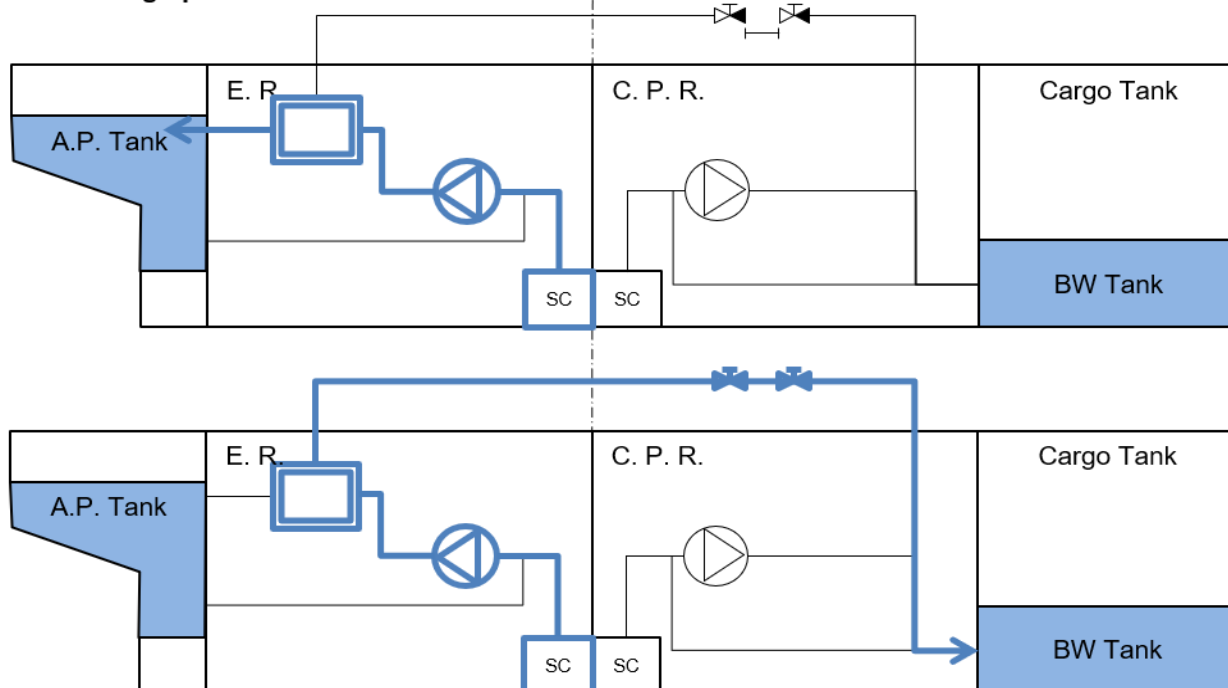 E. R.
C. P. R.
Cargo Tank
A.P. Tank
SC
SC
BW Tank
E. R.
C. P. R.
Cargo Tank
A.P. Tank
SC
SC
BW Tank